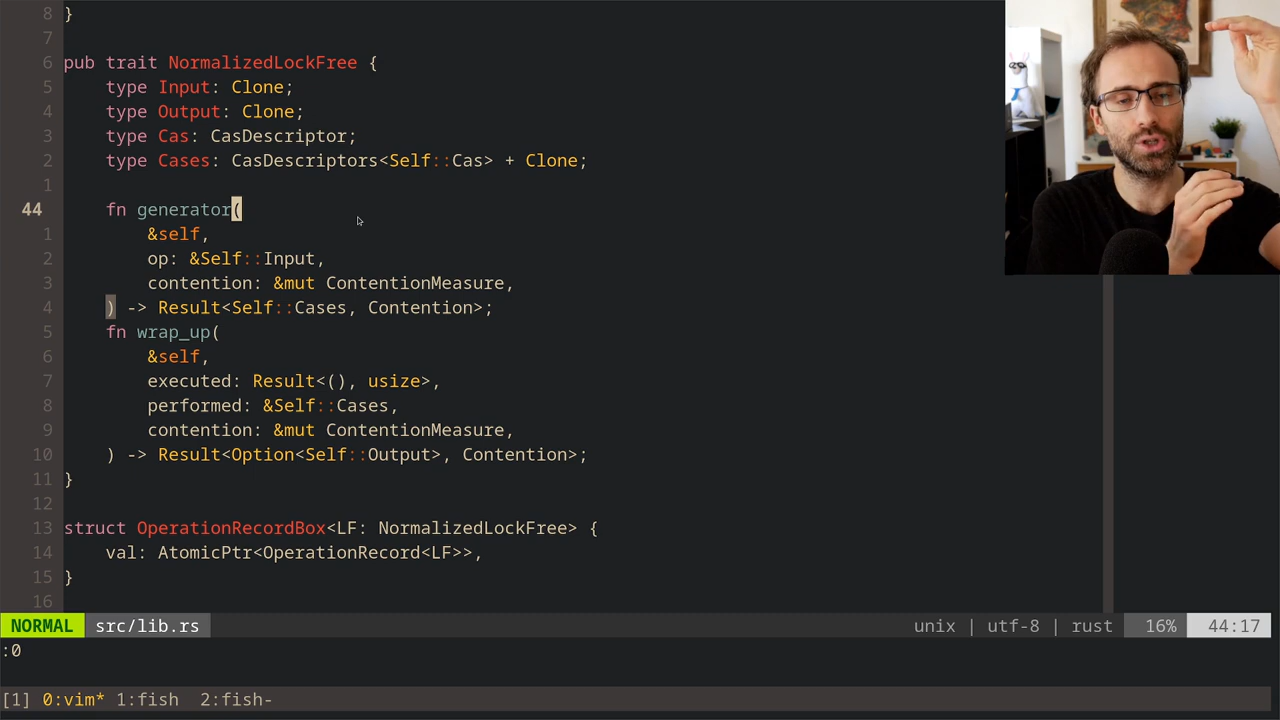 8 }
7
6 pub trait NormalizedLockFree {
5     type Input: Clone;
4     type Output: Clone;
3     type Cas: CasDescriptor;
2     type Cases: CasDescriptors<Self::Cas> + Clone;
1
44     fn generator(
1         &self,
2         op: &Self::Input,
3         contention: &mut ContentionMeasure,
4     ) -> Result<Self::Cases, Contention>;
5     fn wrap_up(
6         &self,
7         executed: Result<(), usize>,
8         performed: &Self::Cases,
9         contention: &mut ContentionMeasure,
10     ) -> Result<Option<Self::Output>, Contention>;
11 }
12
13 struct OperationRecordBox<LF: NormalizedLockFree> {
14     val: AtomicPtr<OperationRecord<LF>>,
15 }
16
NORMAL src/lib.rs unix | utf-8 | rust 16% 44:17
:0
[1] 0:vim* 1:fish 2:fish-